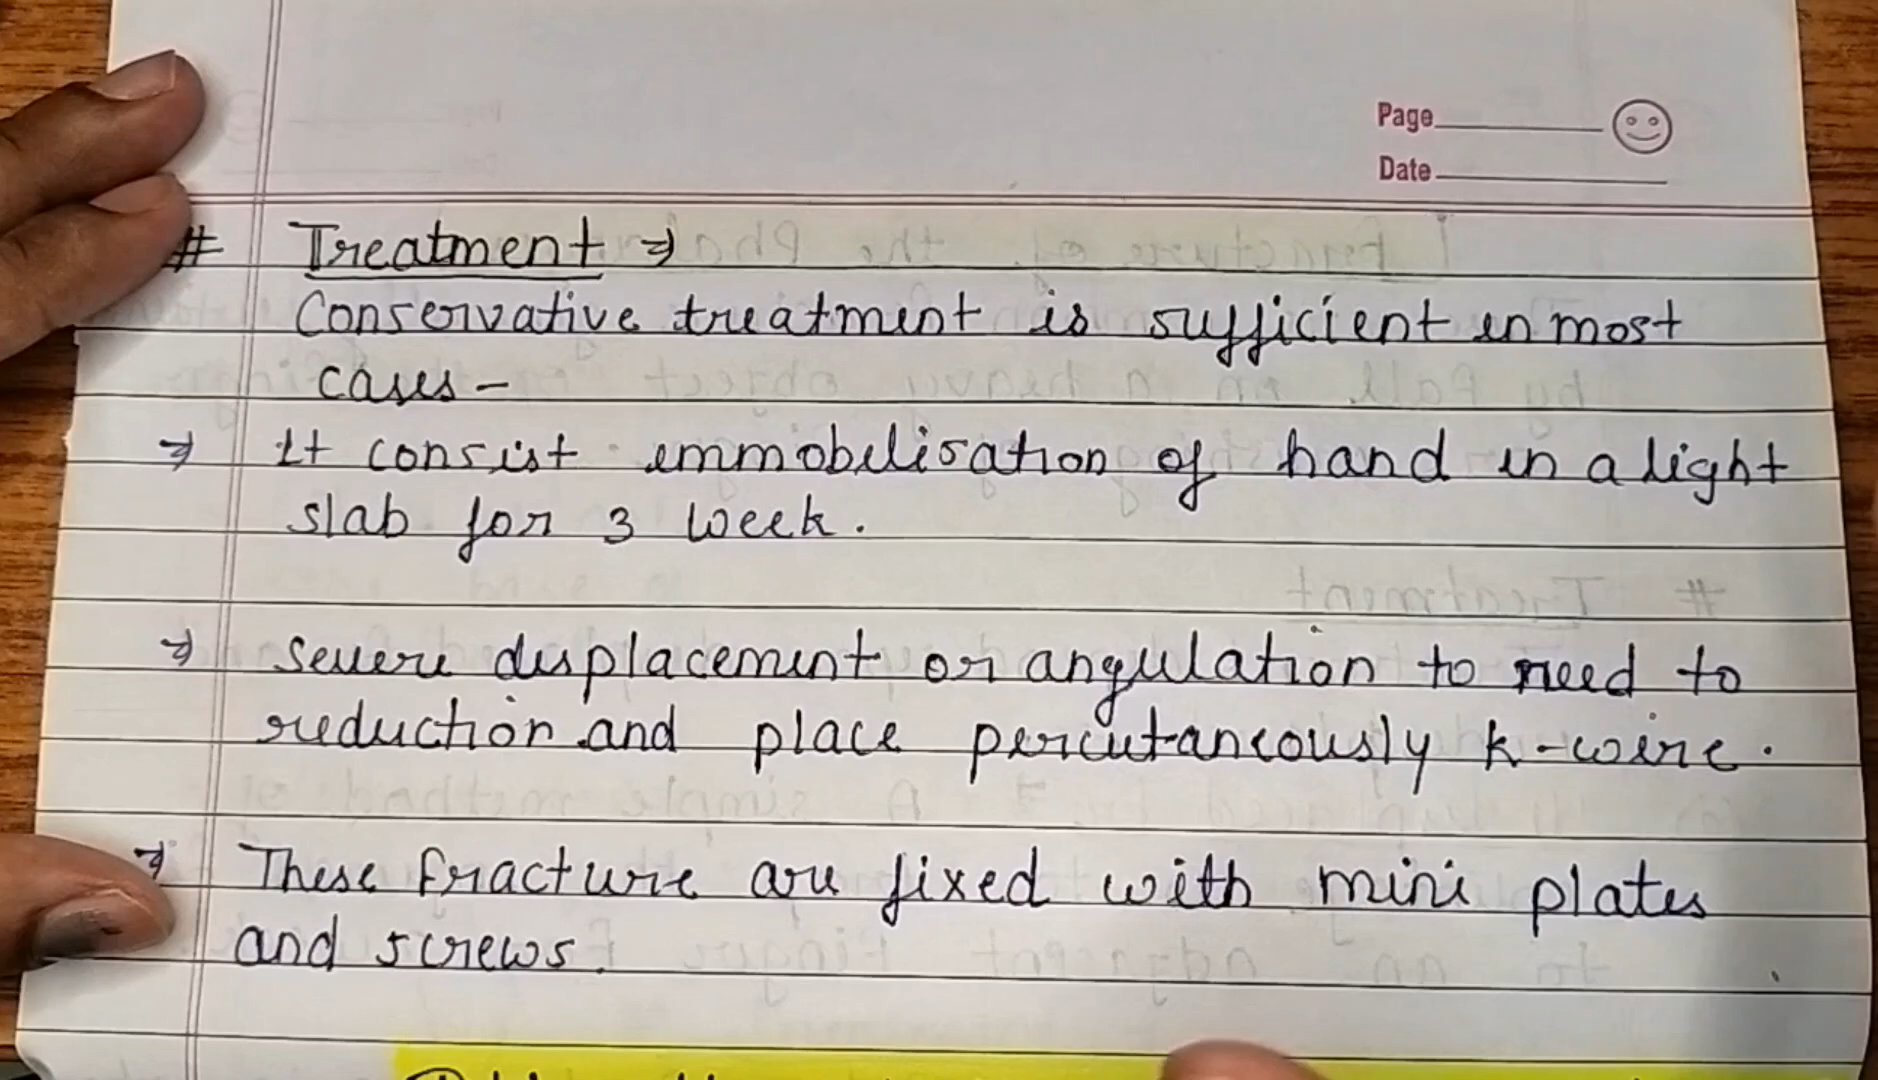 Page
Date
# Treatment ⇒
Conservative treatment is sufficient in most
cases -
⇒ It consist immobilisation of hand in a light
slab for 3 week.
⇒ severe displacement or angulation to need to
reduction and place percutaneously k-wire.
⇒ These fracture are fixed with mini plates
and screws.